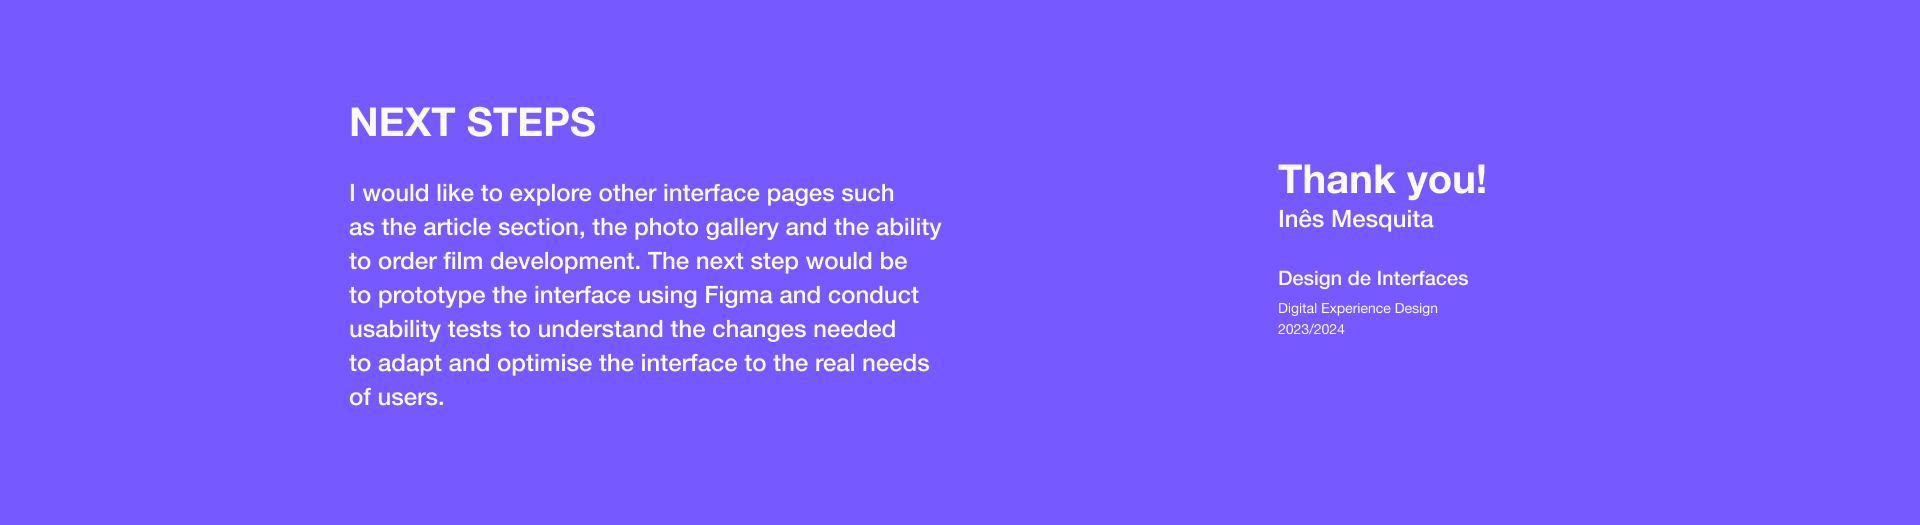 NEXT STEPS
I would like to explore other interface pages such
as the article section, the photo gallery and the ability
to order film development. The next step would be
to prototype the interface using Figma and conduct
usability tests to understand the changes needed
to adapt and optimise the interface to the real needs
of users.
Thank you!
Inês Mesquita
Design de Interfaces
Digital Experience Design
2023/2024